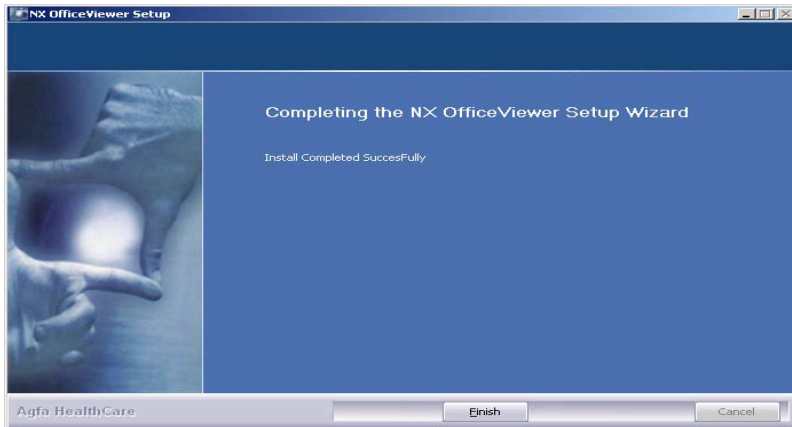 NX OfficeViewer Setup
Completing the NX OfficeViewer Setup Wizard
Install Completed SuccesFully
Agfa HealthCare
Finish
Cancel